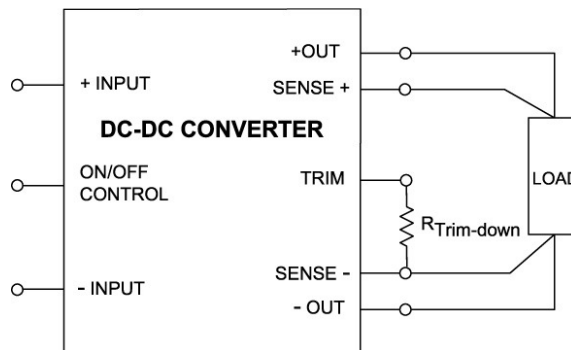 +OUT
+ INPUT
SENSE +
DC-DC CONVERTER
ON/OFF
CONTROL
TRIM
LOAD
RTrim-down
SENSE -
- INPUT
- OUT